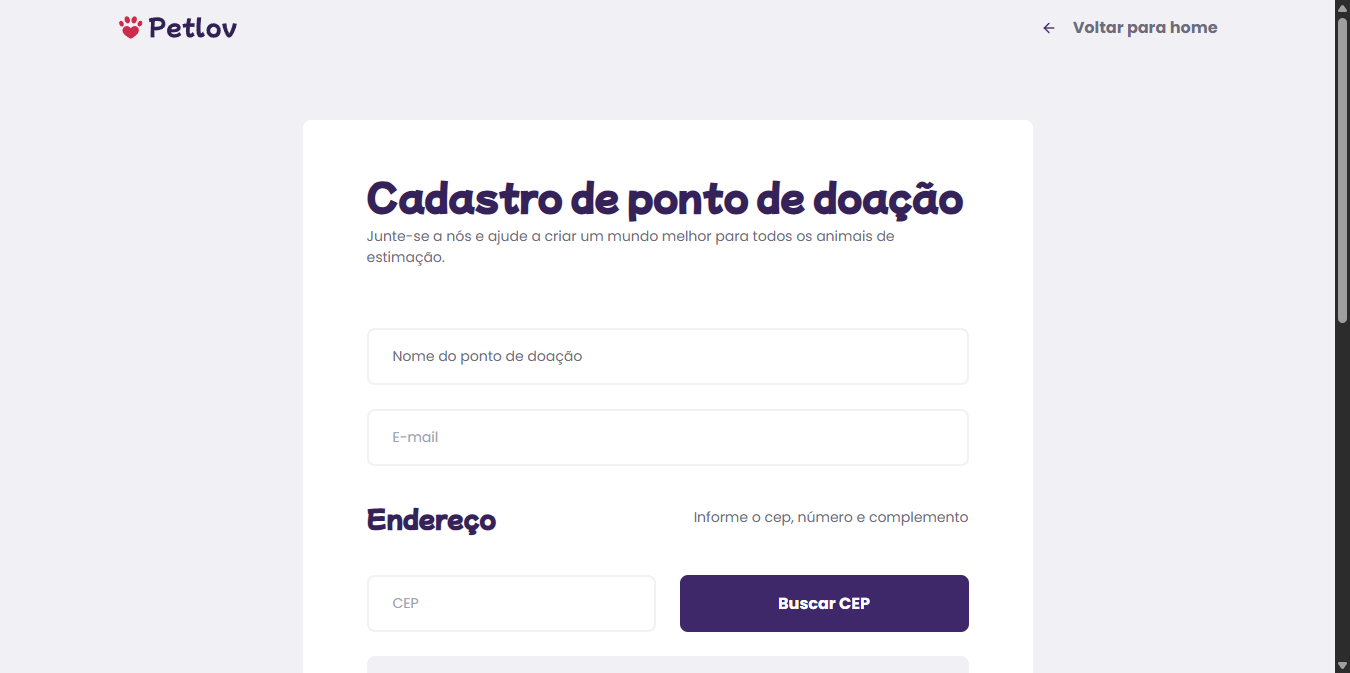 Petlov
Voltar para home
Cadastro de ponto de doação
Junte-se a nós e ajude a criar um mundo melhor para todos os animais de
estimação.
Nome do ponto de doação
E-mail
Endereço
Informe o cep, número e complemento
CEP
Buscar CEP